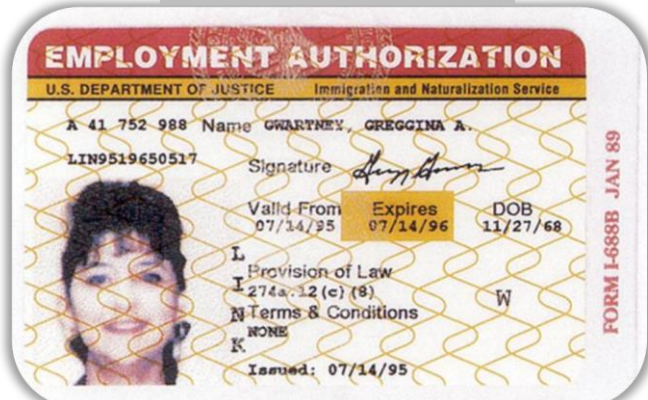 EMPLOYMENT AUTHORIZATION
U.S. DEPARTMENT OF JUSTICE Immigration and Naturalization Service
A 41 752 988 Name GWARTNEY, GREGGINA A.
LIN9519650517
Signature
Valid From Expires DOB
07/14/95 07/14/96 11/27/68
L
I
N
K
Provision of Law
274a.12(c)(8)
W
Terms & Conditions
NONE
Issued: 07/14/95
FORM I-688B JAN 89